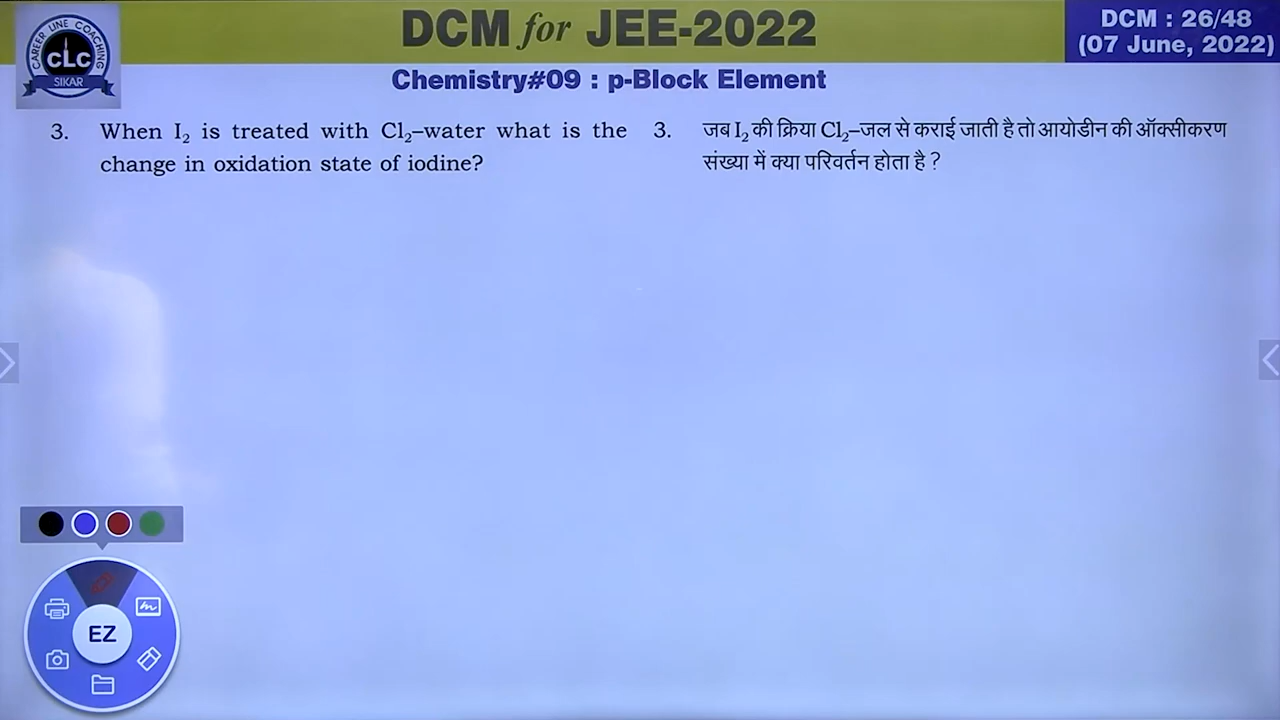 DCM for JEE-2022
DCM : 26/48
(07 June, 2022)
CAREER LINE COACHING
CLC
SIKAR
Chemistry#09 : p-Block Element
3. When I₂ is treated with Cl₂–water what is the
change in oxidation state of iodine?
3. जब I₂ की क्रिया Cl₂–जल से कराई जाती है तो आयोडीन की ऑक्सीकरण
संख्या में क्या परिवर्तन होता है ?
EZ